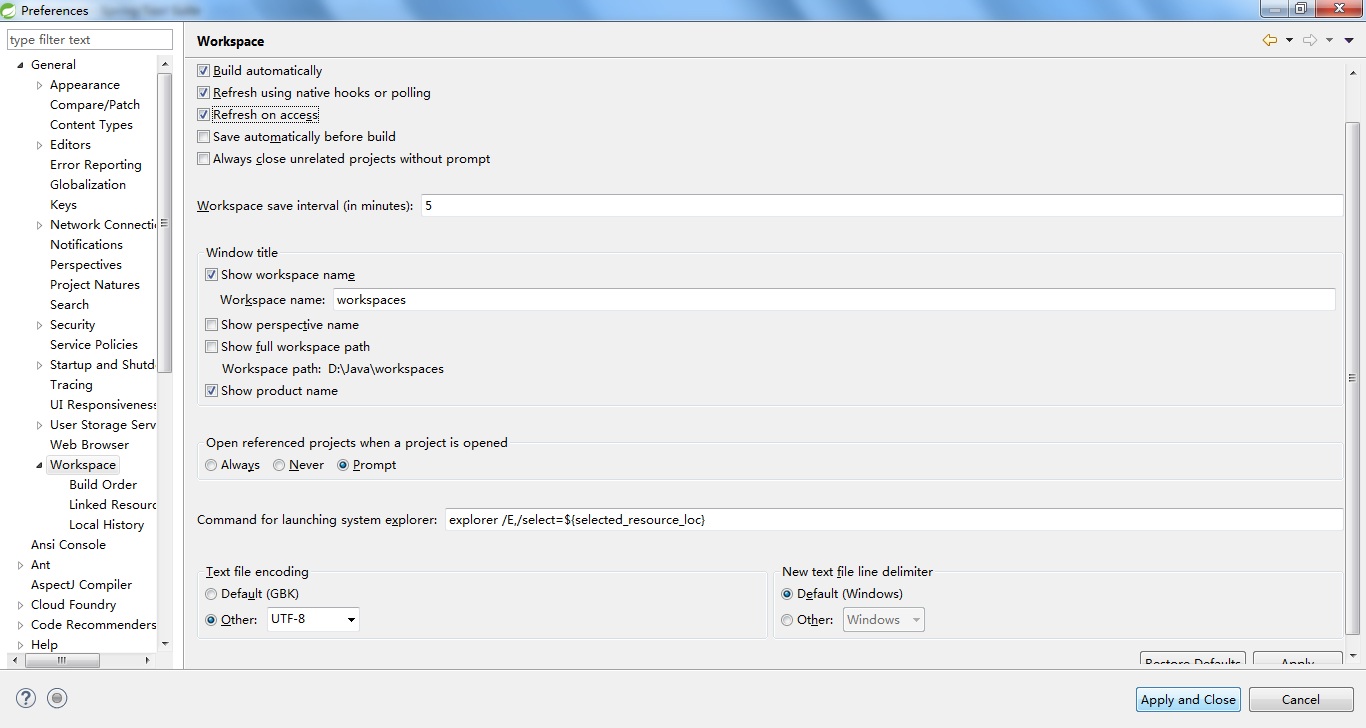 Preferences
type filter text
General
Appearance
Compare/Patch
Content Types
Editors
Error Reporting
Globalization
Keys
Network Connecti
Notifications
Perspectives
Project Natures
Search
Security
Service Policies
Startup and Shutd
Tracing
UI Responsiveness
User Storage Serv
Web Browser
Workspace
Build Order
Linked Resourc
Local History
Ansi Console
Ant
AspectJ Compiler
Cloud Foundry
Code Recommenders
Help
Workspace
Build automatically
Refresh using native hooks or polling
Refresh on access
Save automatically before build
Always close unrelated projects without prompt
Workspace save interval (in minutes): 5
Window title
Show workspace name
Workspace name: workspaces
Show perspective name
Show full workspace path
Workspace path: D:\Java\workspaces
Show product name
Open referenced projects when a project is opened
Always Never Prompt
Command for launching system explorer: explorer /E,/select=${selected_resource_loc}
Text file encoding
Default (GBK)
Other: UTF-8
New text file line delimiter
Default (Windows)
Other: Windows
Restore Defaults Apply
Apply and Close Cancel